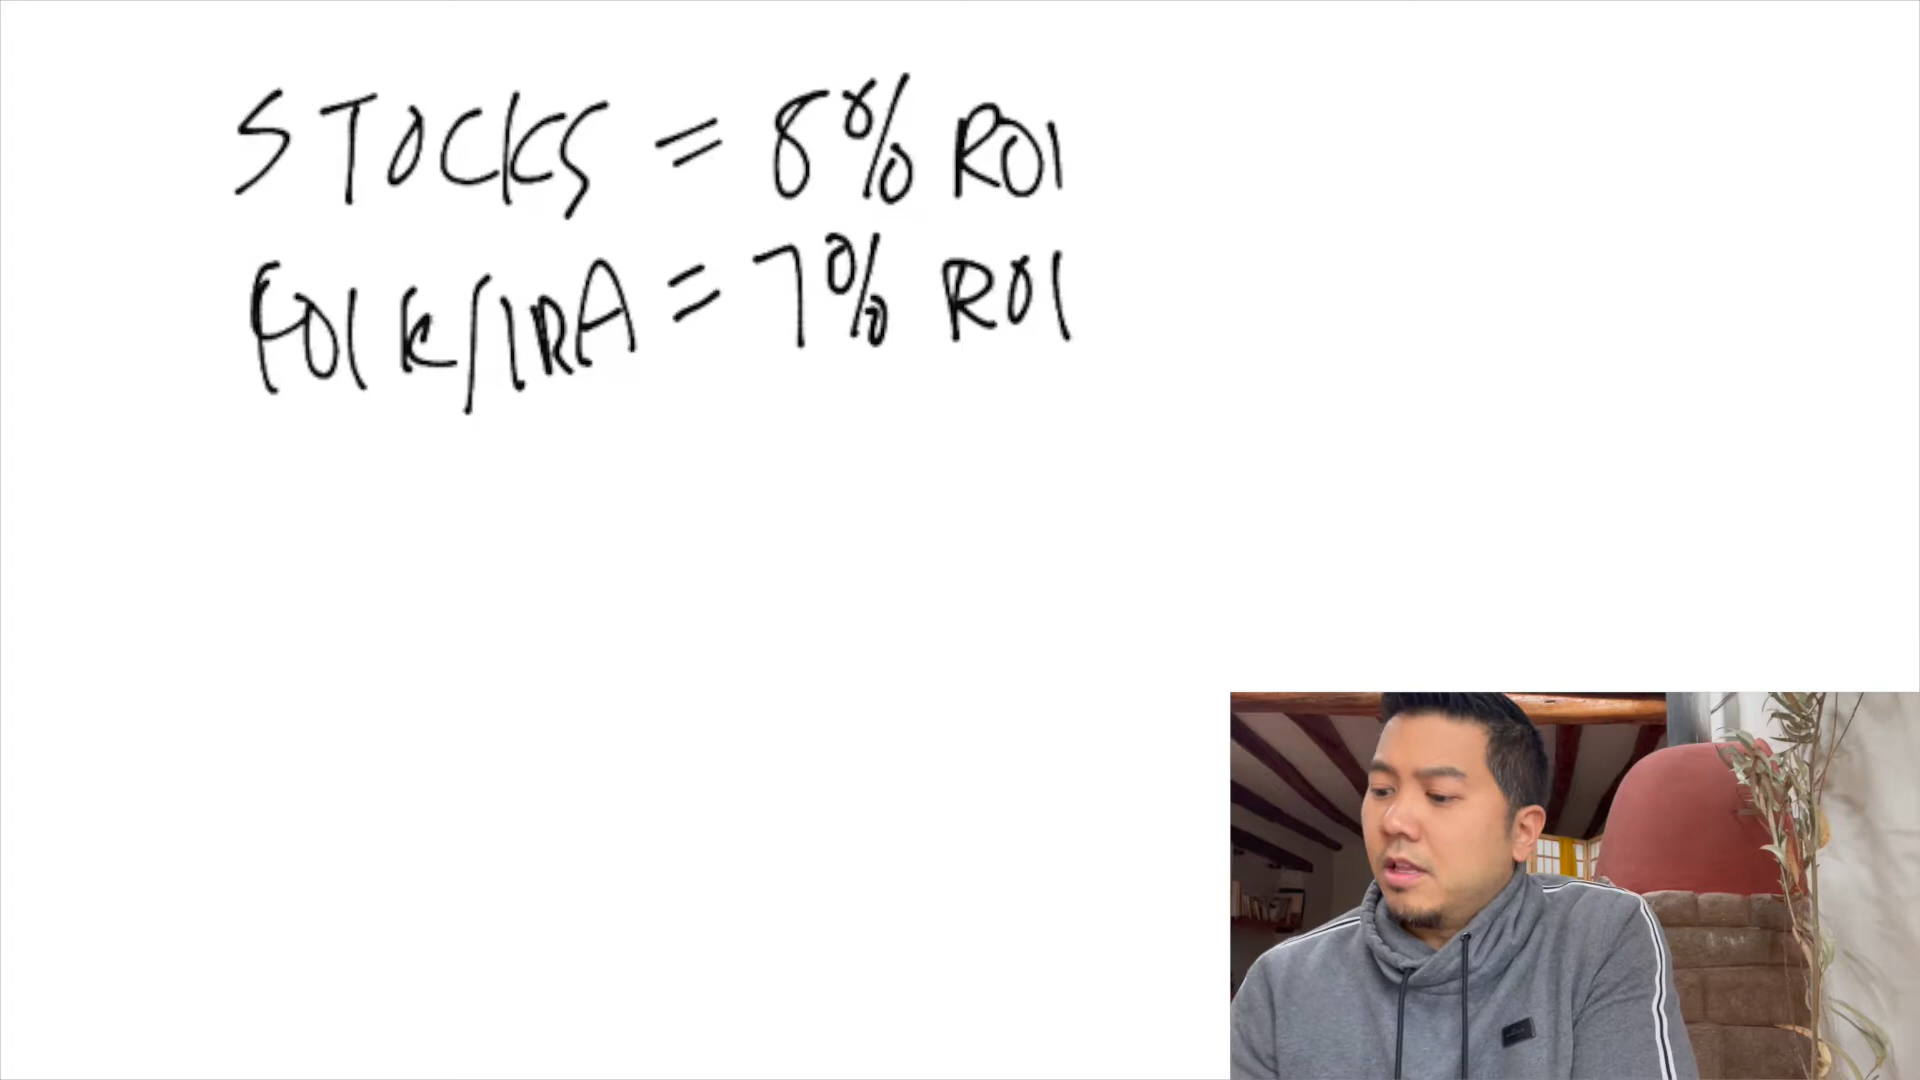 STOCKS = 8% ROI
401K/IRA = 7% ROI